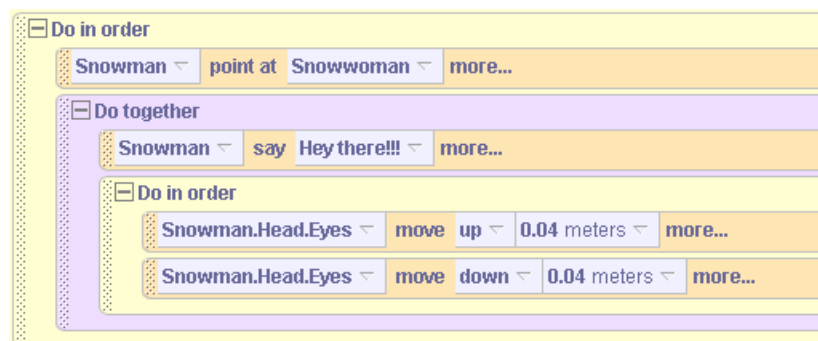 Do in order
Snowman point at Snowwoman more...
Do together
Snowman say Hey there!!! more...
Do in order
Snowman.Head.Eyes move up 0.04 meters more...
Snowman.Head.Eyes move down 0.04 meters more...